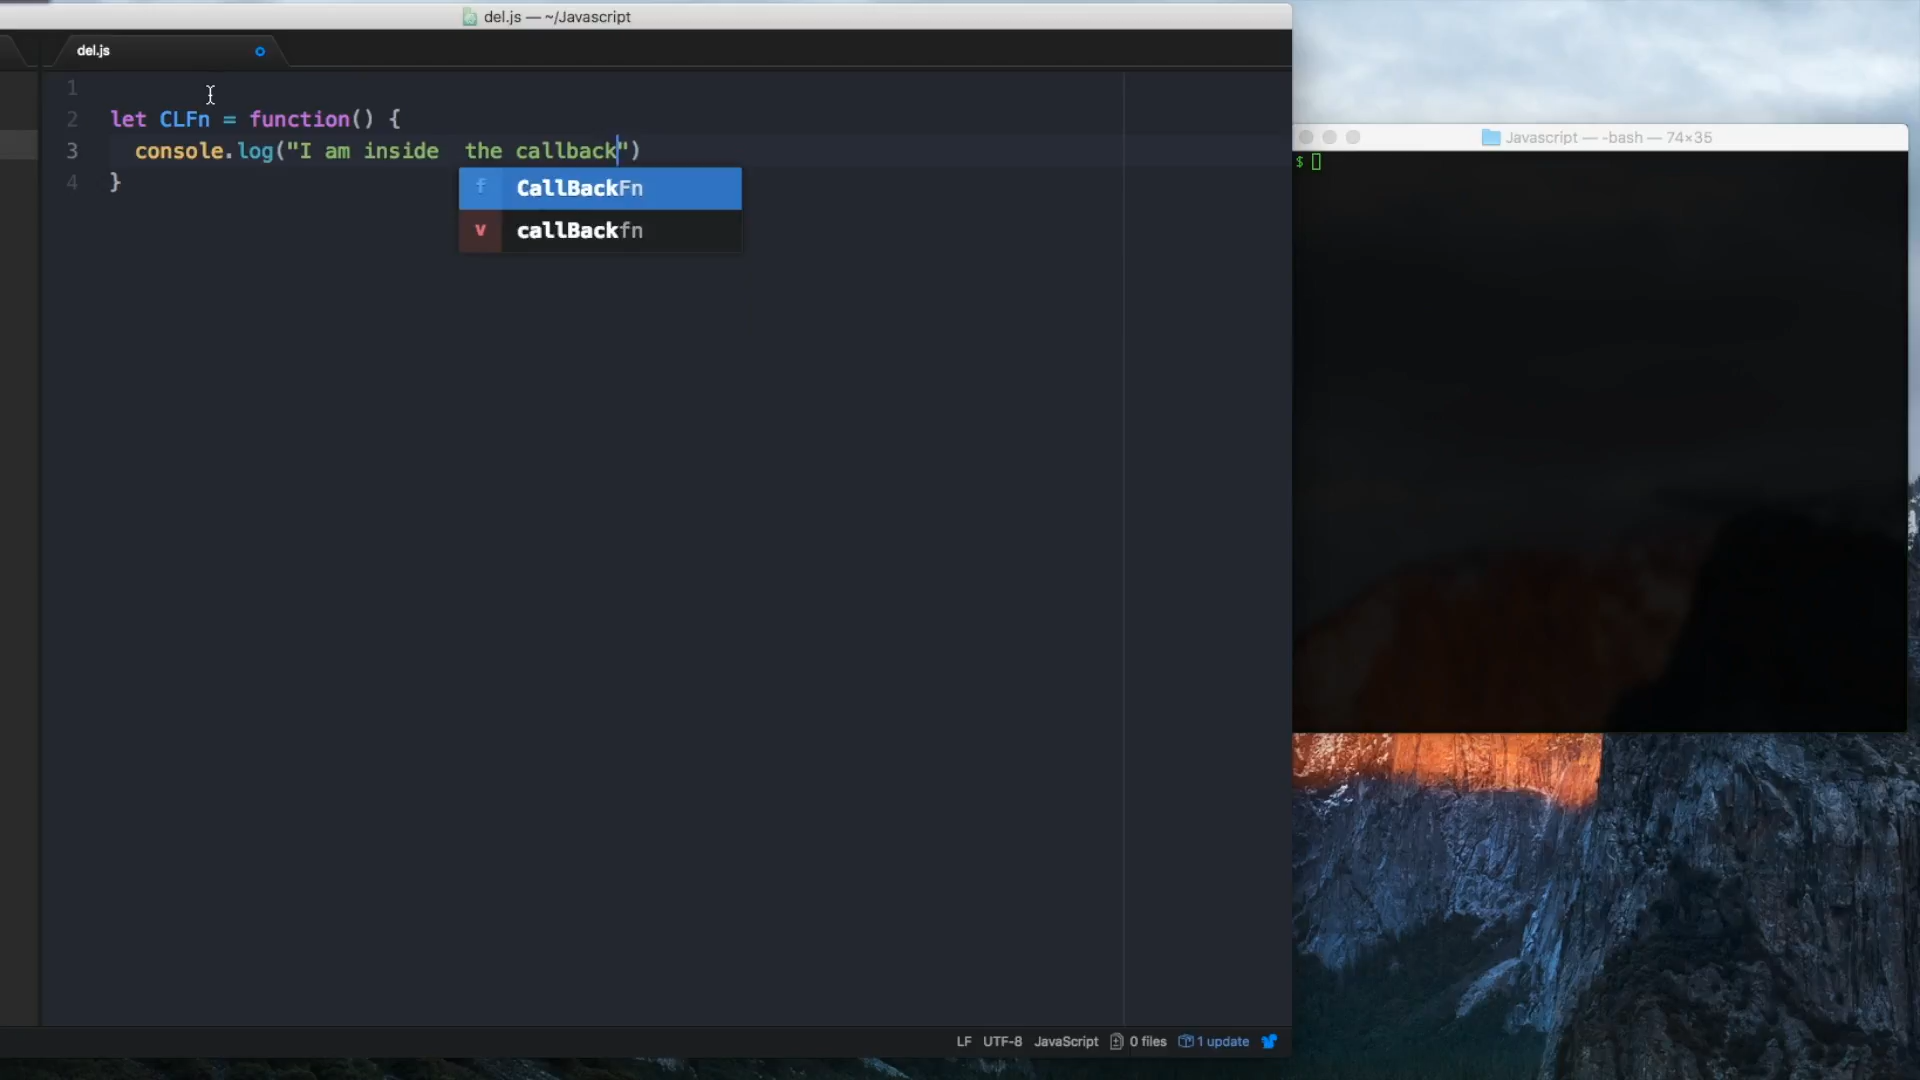 del.js — ~/Javascript
del.js
1
2 let CLFn = function() {
3 console.log("I am inside  the callback")
4 }
f CallBackFn
v callBackfn
Javascript — -bash — 74×35
$
LF UTF-8 JavaScript 0 files 1 update